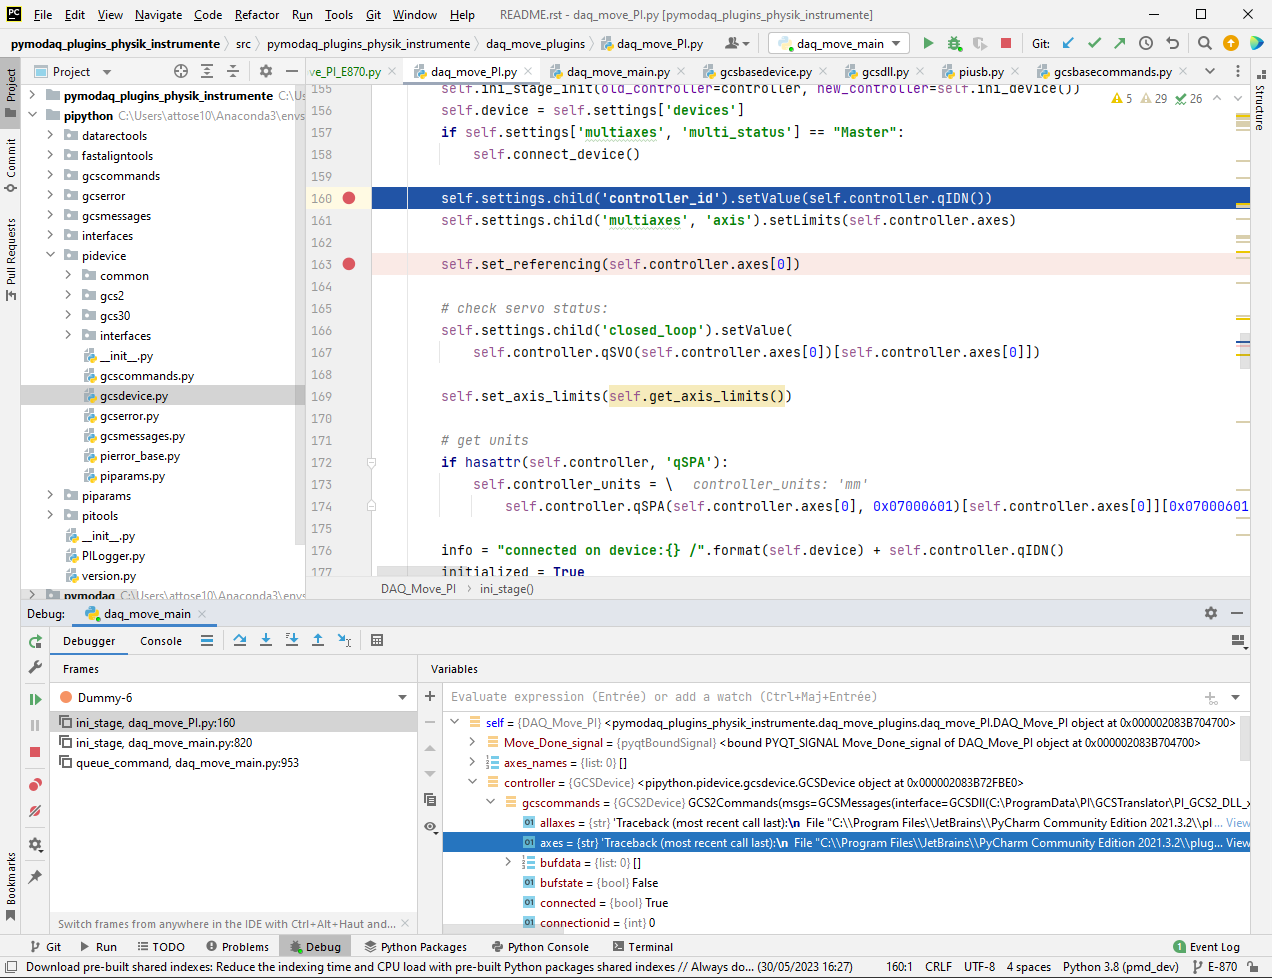 PC File Edit View Navigate Code Refactor Run Tools Git Window Help README.rst - daq_move_PI.py [pymodaq_plugins_physik_instrumente]
pymodaq_plugins_physik_instrumente src pymodaq_plugins_physik_instrumente daq_move_plugins daq_move_PI.py daq_move_main Git:
Project ve_PI_E870.py daq_move_PI.py daq_move_main.py gcsbasedevice.py gcsdll.py piusb.py gcsbasecommands.py
Project
Commit
Pull Requests
Bookmarks
Structure
pymodaq_plugins_physik_instrumente C:\Us
pipython C:\Users\attose10\Anaconda3\envs
datarectools
fastaligntools
gcscommands
gcserror
gcsmessages
interfaces
pidevice
common
gcs2
gcs30
interfaces
__init__.py
gcscommands.py
gcsdevice.py
gcserror.py
gcsmessages.py
pierror_base.py
piparams.py
piparams
pitools
__init__.py
PILogger.py
version.py
pymodaq C:\Users\attose10\Anaconda3\envs
5 29 26
155 self.ini_stage_init(old_controller=controller, new_controller=self.ini_device())
156 self.device = self.settings['devices']
157 if self.settings['multiaxes', 'multi_status'] == "Master":
158 self.connect_device()
159
160 self.settings.child('controller_id').setValue(self.controller.qIDN())
161 self.settings.child('multiaxes', 'axis').setLimits(self.controller.axes)
162
163 self.set_referencing(self.controller.axes[0])
164
165 # check servo status:
166 self.settings.child('closed_loop').setValue(
167 self.controller.qSVO(self.controller.axes[0])[self.controller.axes[0]])
168
169 self.set_axis_limits(self.get_axis_limits())
170
171 # get units
172 if hasattr(self.controller, 'qSPA'):
173 self.controller_units = \ controller_units: 'mm'
174 self.controller.qSPA(self.controller.axes[0], 0x07000601)[self.controller.axes[0]][0x07000601
175
176 info = "connected on device:{} /".format(self.device) + self.controller.qIDN()
177 initialized = True
DAQ_Move_PI ini_stage()
Debug: daq_move_main
Debugger Console
Frames
Variables
Dummy-6
Evaluate expression (Entrée) or add a watch (Ctrl+Maj+Entrée)
ini_stage, daq_move_PI.py:160
ini_stage, daq_move_main.py:820
queue_command, daq_move_main.py:953
self = {DAQ_Move_PI} <pymodaq_plugins_physik_instrumente.daq_move_plugins.daq_move_PI.DAQ_Move_PI object at 0x000002083B704700>
Move_Done_signal = {pyqtBoundSignal} <bound PYQT_SIGNAL Move_Done_signal of DAQ_Move_PI object at 0x000002083B704700>
axes_names = {list: 0} []
controller = {GCSDevice} <pipython.pidevice.gcsdevice.GCSDevice object at 0x000002083B72FBE0>
gcscommands = {GCS2Device} GCS2Commands(msgs=GCSMessages(interface=GCSDll(C:\ProgramData\PI\GCSTranslator\PI_GCS2_DLL_x
allaxes = {str} 'Traceback (most recent call last):\n File "C:\\Program Files\\JetBrains\\PyCharm Community Edition 2021.3.2\\pl ... View
axes = {str} 'Traceback (most recent call last):\n File "C:\\Program Files\\JetBrains\\PyCharm Community Edition 2021.3.2\\plug... View
bufdata = {list: 0} []
bufstate = {bool} False
connected = {bool} True
connectionid = {int} 0
Switch frames from anywhere in the IDE with Ctrl+Alt+Haut and...
Git Run TODO Problems Debug Python Packages Python Console Terminal 1 Event Log
Download pre-built shared indexes: Reduce the indexing time and CPU load with pre-built Python packages shared indexes // Always do... (30/05/2023 16:27) 160:1 CRLF UTF-8 4 spaces Python 3.8 (pmd_dev) E-870